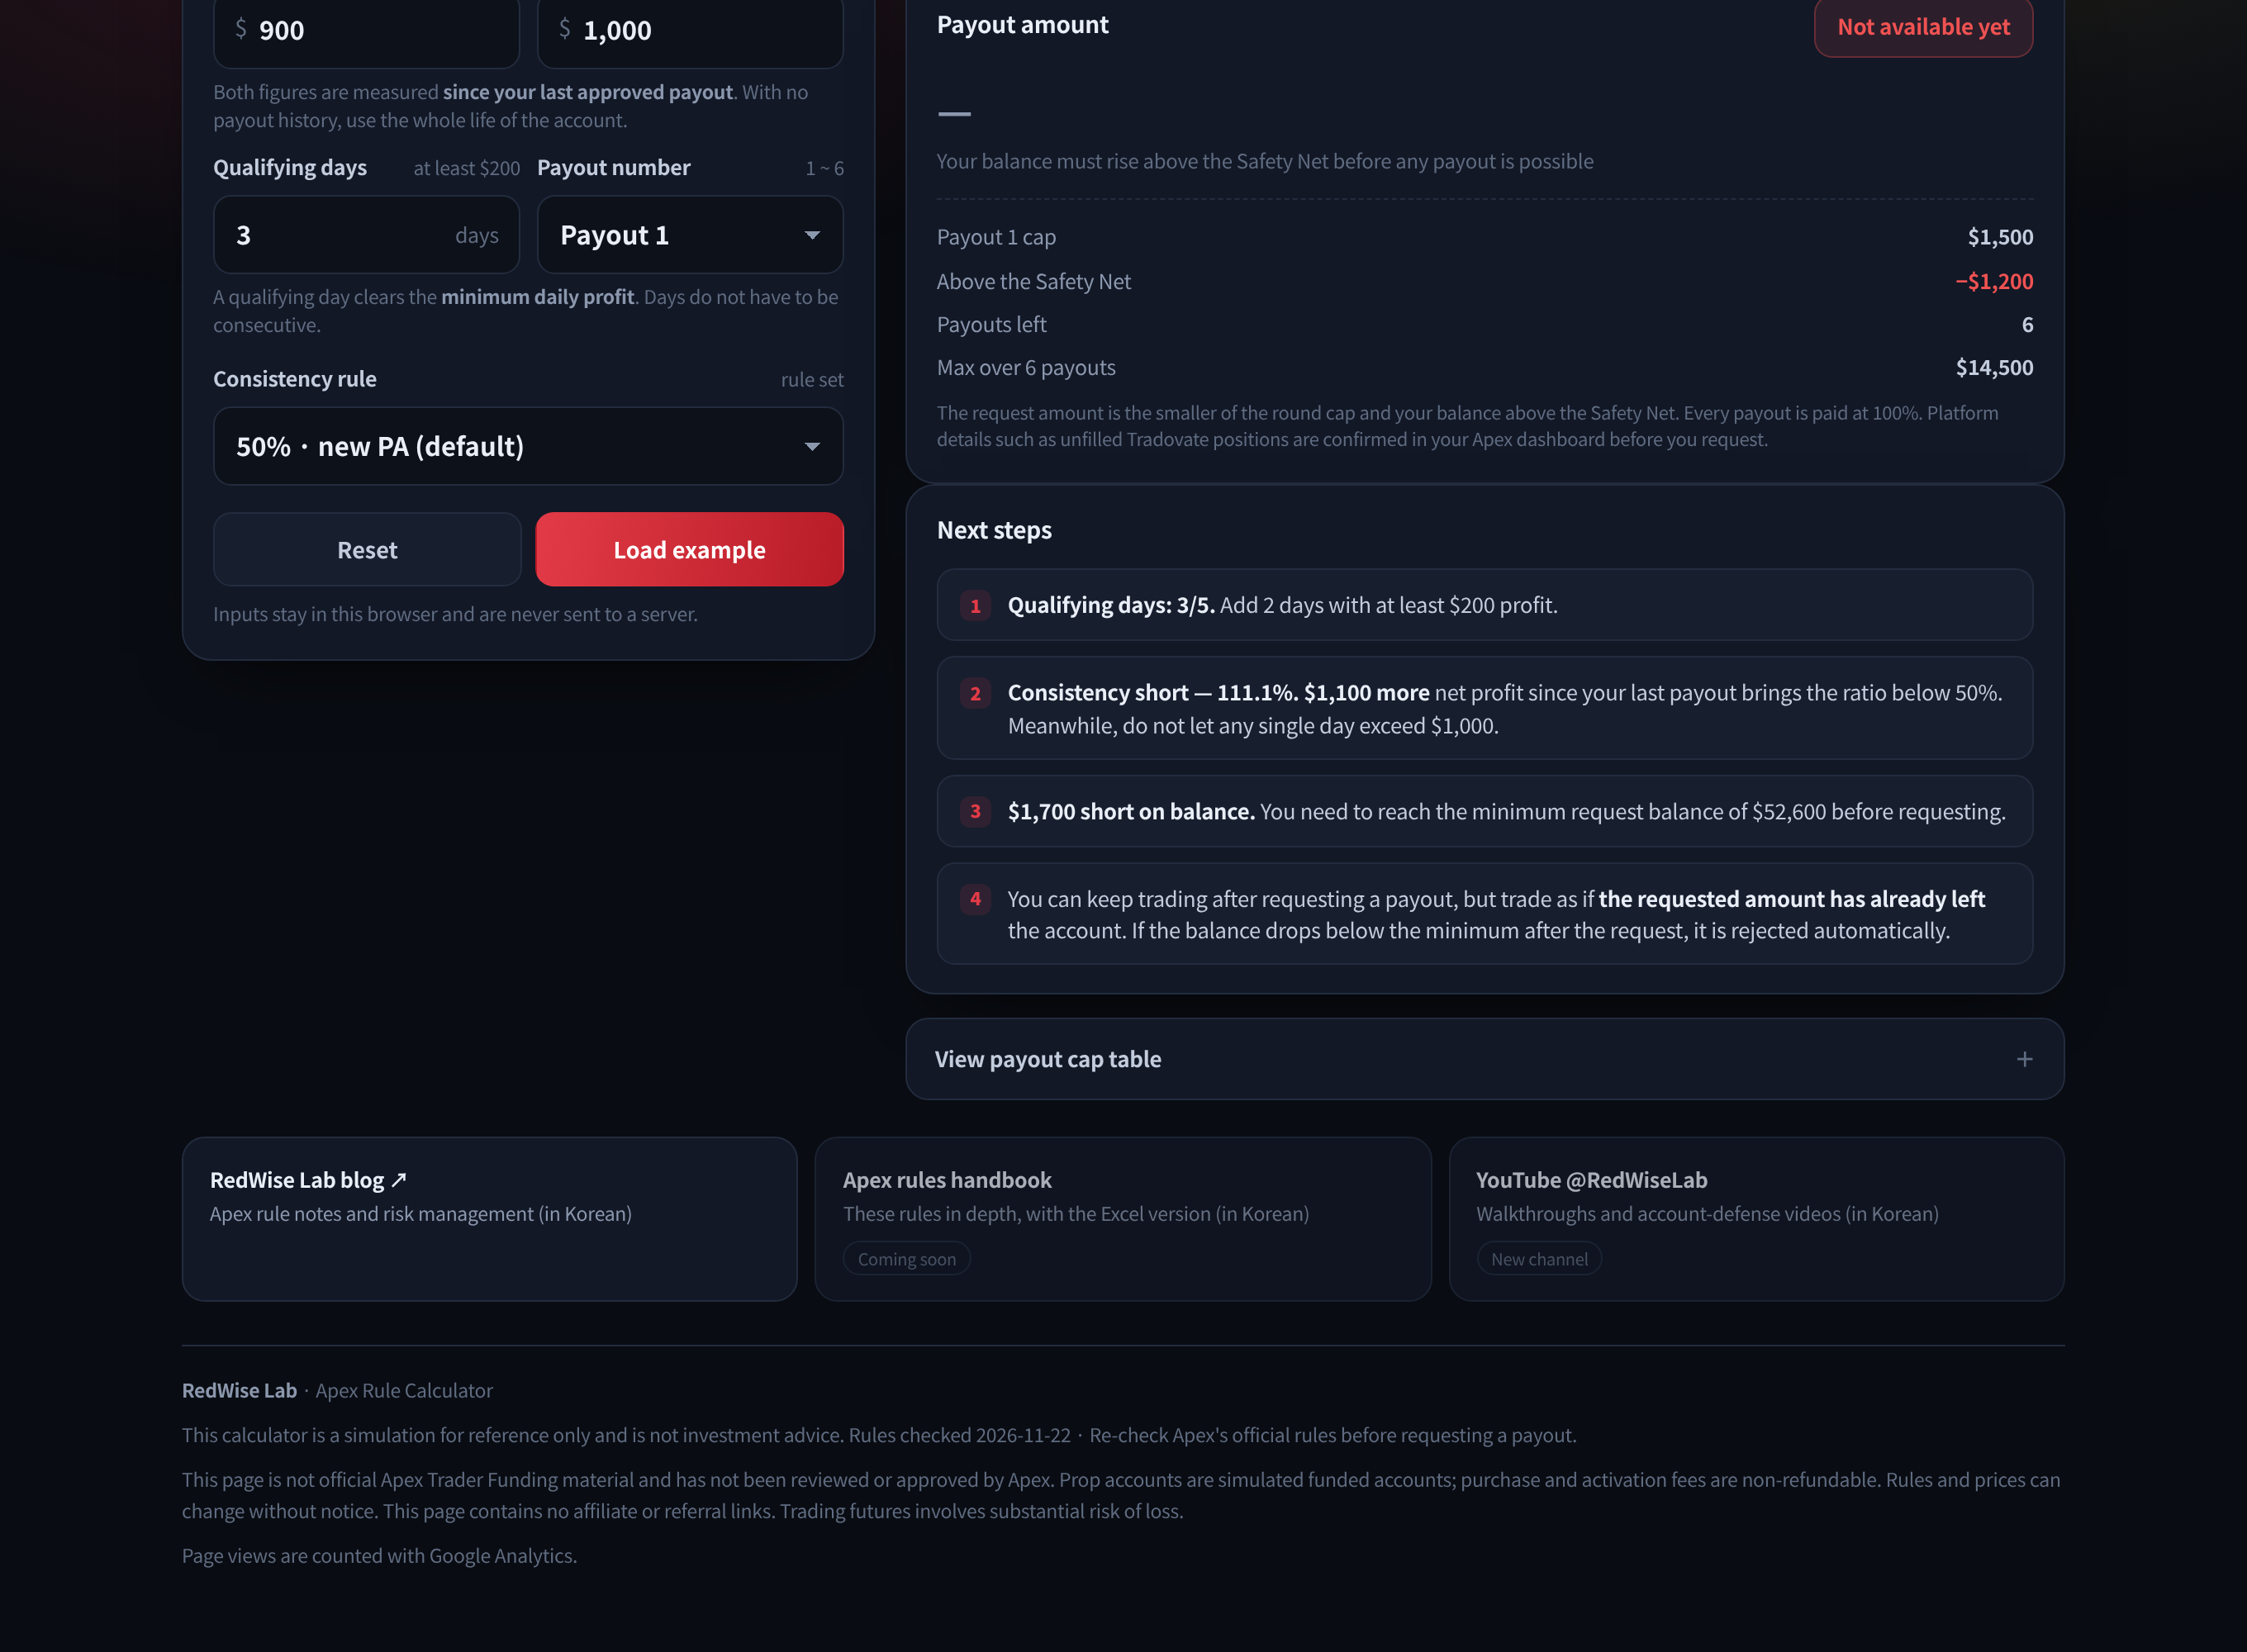 $ 900
$ 1,000
Both figures are measured since your last approved payout. With no
payout history, use the whole life of the account.
Qualifying days at least $200
Payout number 1 ~ 6
3 days
Payout 1
A qualifying day clears the minimum daily profit. Days do not have to be
consecutive.
Consistency rule rule set
50% · new PA (default)
Reset
Load example
Inputs stay in this browser and are never sent to a server.
Payout amount
Not available yet
—
Your balance must rise above the Safety Net before any payout is possible
Payout 1 cap $1,500
Above the Safety Net −$1,200
Payouts left 6
Max over 6 payouts $14,500
The request amount is the smaller of the round cap and your balance above the Safety Net. Every payout is paid at 100%. Platform
details such as unfilled Tradovate positions are confirmed in your Apex dashboard before you request.
Next steps
1 Qualifying days: 3/5. Add 2 days with at least $200 profit.
2 Consistency short — 111.1%. $1,100 more net profit since your last payout brings the ratio below 50%.
Meanwhile, do not let any single day exceed $1,000.
3 $1,700 short on balance. You need to reach the minimum request balance of $52,600 before requesting.
4 You can keep trading after requesting a payout, but trade as if the requested amount has already left
the account. If the balance drops below the minimum after the request, it is rejected automatically.
View payout cap table +
RedWise Lab blog ↗
Apex rule notes and risk management (in Korean)
Apex rules handbook
These rules in depth, with the Excel version (in Korean)
Coming soon
YouTube @RedWiseLab
Walkthroughs and account-defense videos (in Korean)
New channel
RedWise Lab · Apex Rule Calculator
This calculator is a simulation for reference only and is not investment advice. Rules checked 2026-11-22 · Re-check Apex's official rules before requesting a payout.
This page is not official Apex Trader Funding material and has not been reviewed or approved by Apex. Prop accounts are simulated funded accounts; purchase and activation fees are non-refundable. Rules and prices can
change without notice. This page contains no affiliate or referral links. Trading futures involves substantial risk of loss.
Page views are counted with Google Analytics.